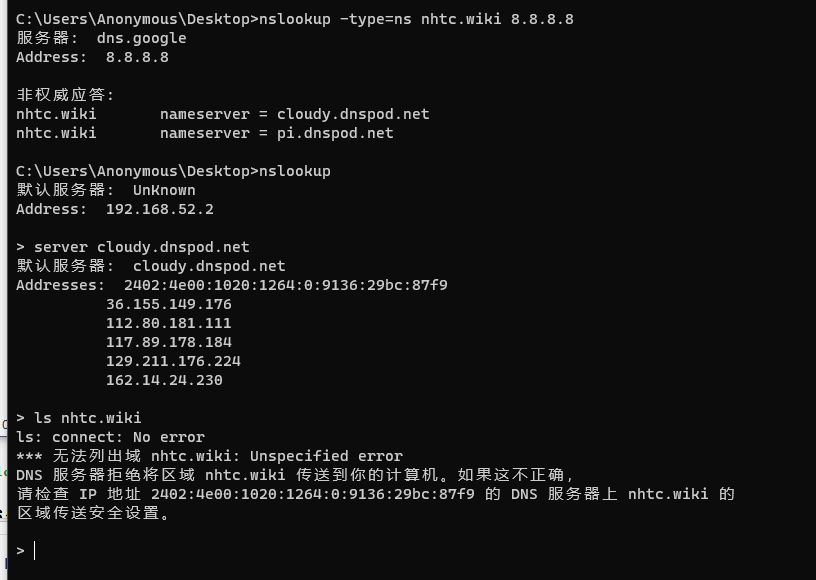 C:\Users\Anonymous\Desktop>nslookup -type=ns nhtc.wiki 8.8.8.8
服务器:  dns.google
Address:  8.8.8.8
非权威应答:
nhtc.wiki       nameserver = cloudy.dnspod.net
nhtc.wiki       nameserver = pi.dnspod.net
C:\Users\Anonymous\Desktop>nslookup
默认服务器:  UnKnown
Address:  192.168.52.2
> server cloudy.dnspod.net
默认服务器:  cloudy.dnspod.net
Addresses:  2402:4e00:1020:1264:0:9136:29bc:87f9
          36.155.149.176
          112.80.181.111
          117.89.178.184
          129.211.176.224
          162.14.24.230
> ls nhtc.wiki
ls: connect: No error
*** 无法列出域 nhtc.wiki: Unspecified error
DNS 服务器拒绝将区域 nhtc.wiki 传送到你的计算机。如果这不正确，
请检查 IP 地址 2402:4e00:1020:1264:0:9136:29bc:87f9 的 DNS 服务器上 nhtc.wiki 的
区域传送安全设置。
>